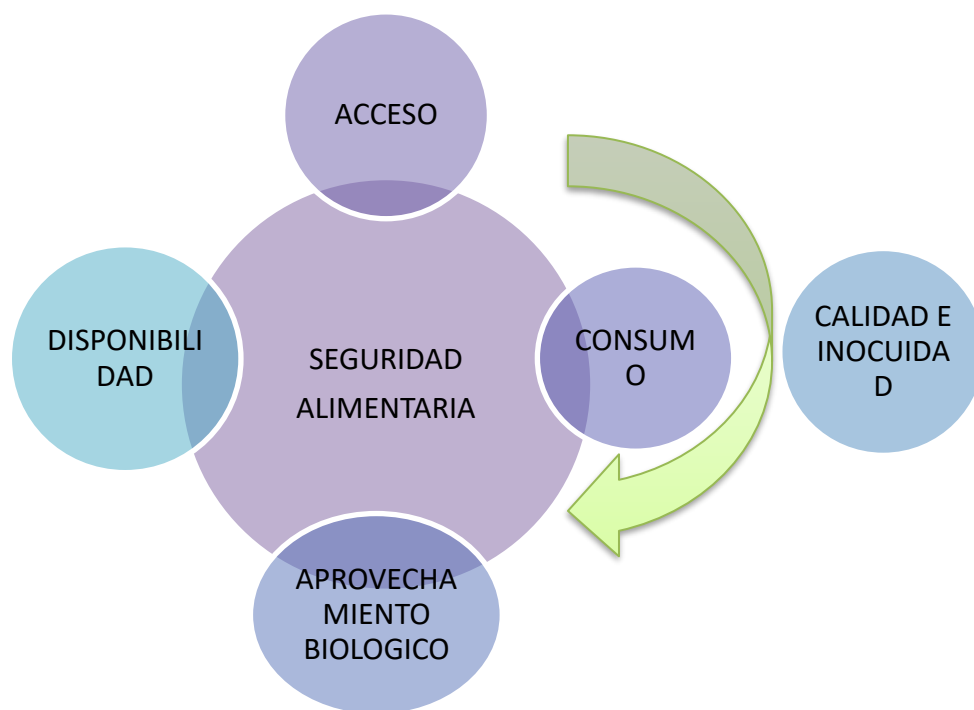 ACCESO
DISPONIBILI
DAD
SEGURIDAD
ALIMENTARIA
CONSUM
O
CALIDAD E
INOCUIDA
D
APROVECHA
MIENTO
BIOLOGICO